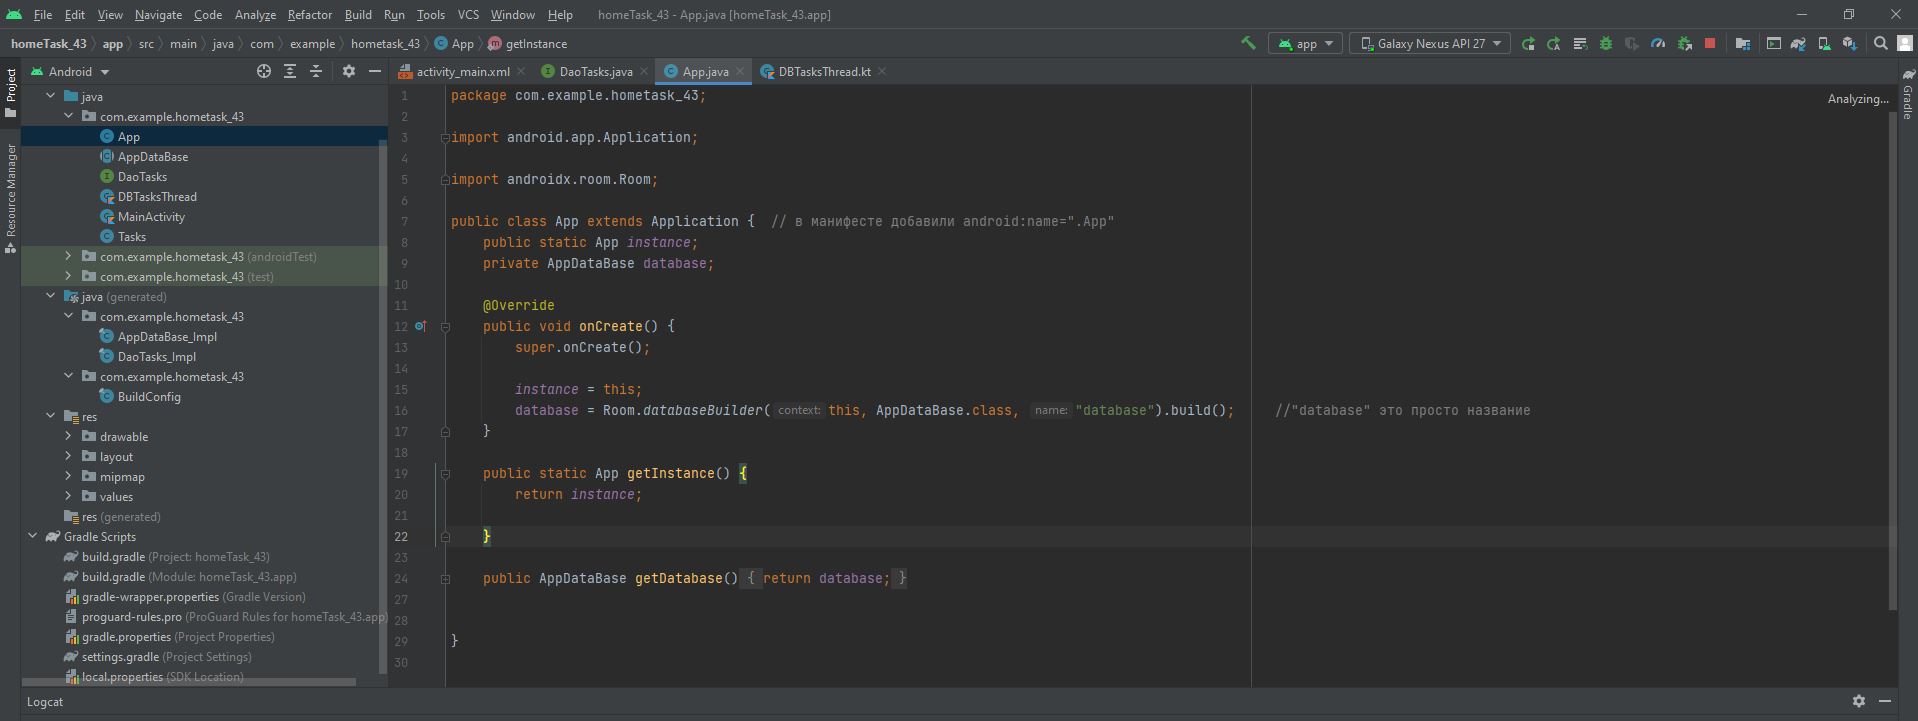 File Edit View Navigate Code Analyze Refactor Build Run Tools VCS Window Help homeTask_43 - App.java [homeTask_43.app]
homeTask_43 app src main java com example hometask_43 App getInstance app Galaxy Nexus API 27
Project
Resource Manager
Android
activity_main.xml DaoTasks.java App.java DBTasksThread.kt
java
com.example.hometask_43
App
AppDataBase
DaoTasks
DBTasksThread
MainActivity
Tasks
com.example.hometask_43 (androidTest)
com.example.hometask_43 (test)
java (generated)
com.example.hometask_43
AppDataBase_Impl
DaoTasks_Impl
com.example.hometask_43
BuildConfig
res
drawable
layout
mipmap
values
res (generated)
Gradle Scripts
build.gradle (Project: homeTask_43)
build.gradle (Module: homeTask_43.app)
gradle-wrapper.properties (Gradle Version)
proguard-rules.pro (ProGuard Rules for homeTask_43.app)
gradle.properties (Project Properties)
settings.gradle (Project Settings)
local.properties (SDK Location)
1 package com.example.hometask_43;
2
3 import android.app.Application;
4
5 import androidx.room.Room;
6
7 public class App extends Application { // в манифесте добавили android:name=".App"
8 public static App instance;
9 private AppDataBase database;
10
11 @Override
12 public void onCreate() {
13 super.onCreate();
14
15 instance = this;
16 database = Room.databaseBuilder( context: this, AppDataBase.class, name: "database").build(); //"database" это просто название
17 }
18
19 public static App getInstance() {
20 return instance;
21
22 }
23
24 public AppDataBase getDatabase() { return database; }
27
28
29 }
30
Analyzing...
Gradle
Logcat